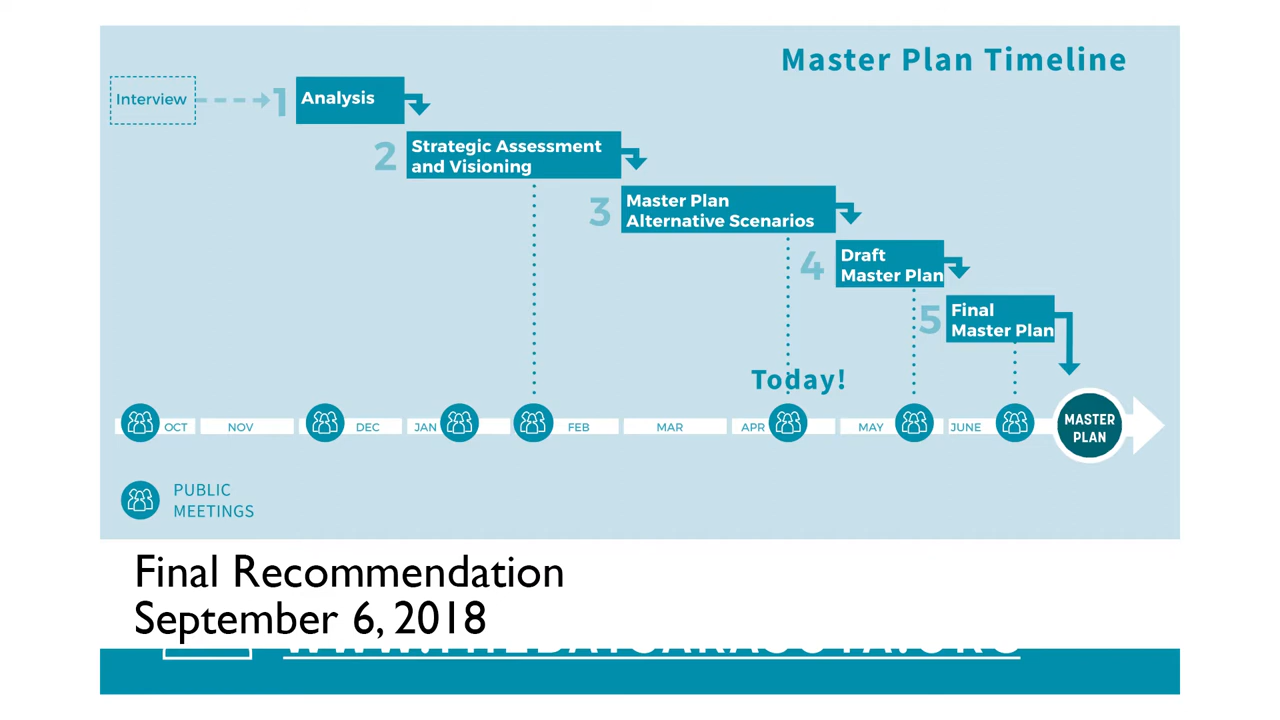 Master Plan Timeline
Interview
1
Analysis
2
Strategic Assessment
and Visioning
3
Master Plan
Alternative Scenarios
4
Draft
Master Plan
5
Final
Master Plan
Today!
OCT
NOV
DEC
JAN
FEB
MAR
APR
MAY
JUNE
MASTER
PLAN
PUBLIC
MEETINGS
Final Recommendation
September 6, 2018